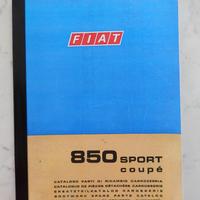 FIAT
850 SPORT
coupé
CATALOGO PARTI DI RICAMBIO CARROZZERIA
CATALOGUE DE PIÈCES DÉTACHÉES CARROSSERIE
ERSATZTEILKATALOG KAROSSERIE
BODYWORK SPARE PARTS CATALOG